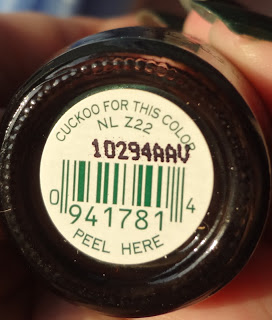 CUCKOO FOR THIS COLOR
NL Z22
10294AAV
0 941781 4
PEEL HERE